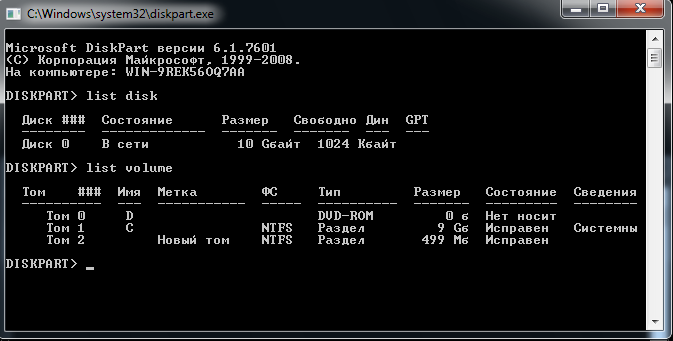 C:\Windows\system32\diskpart.exe
Microsoft DiskPart версии 6.1.7601
(C) Корпорация Майкрософт, 1999-2008.
На компьютере: WIN-9REK56OQ7AA
DISKPART> list disk
Диск ### Состояние Размер Свободно Дин GPT
-------- ------------- ------- ------- --- ---
Диск 0 В сети 10 Gбайт 1024 Kбайт
DISKPART> list volume
Том ### Имя Метка ФС Тип Размер Состояние Сведения
---------- --- ----------- ----- ---------- ------- --------- --------
Том 0 D DVD-ROM 0 б Нет носит
Том 1 C NTFS Раздел 9 Gб Исправен Системны
Том 2 Новый том NTFS Раздел 499 Mб Исправен
DISKPART> _